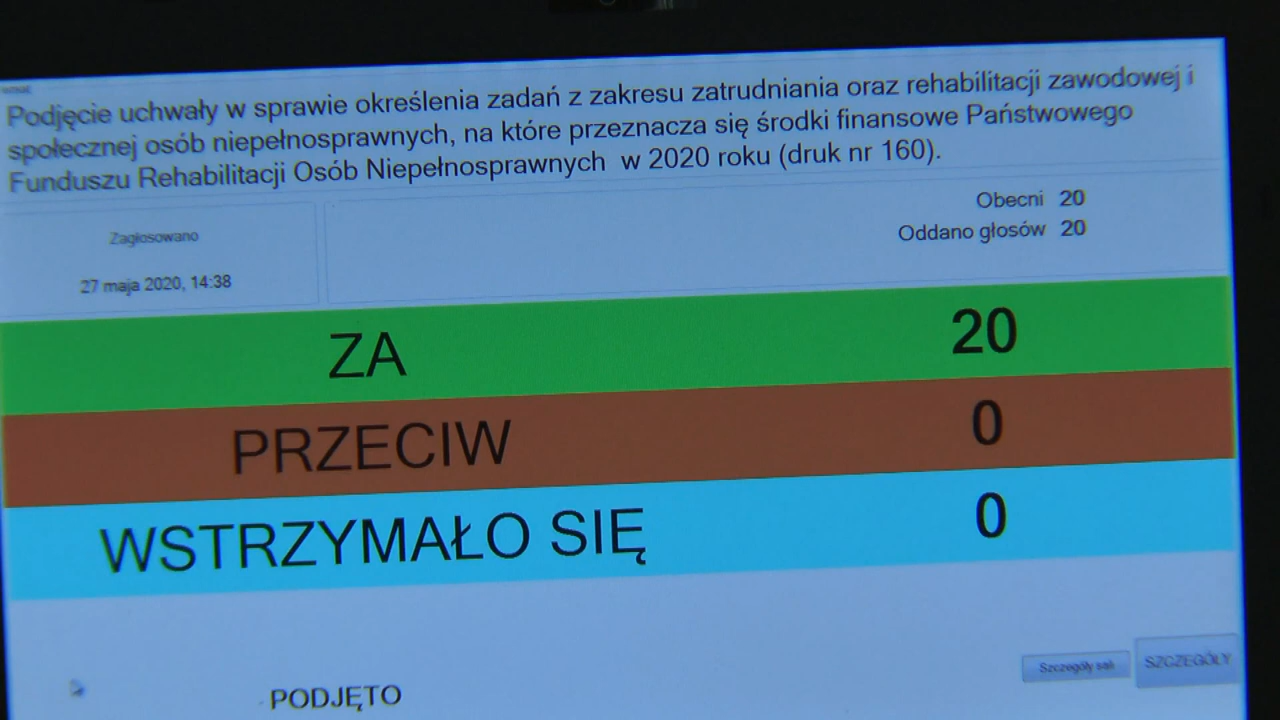 Podjęcie uchwały w sprawie określenia zadań z zakresu zatrudniania oraz rehabilitacji zawodowej i
społecznej osób niepełnosprawnych, na które przeznacza się środki finansowe Państwowego
Funduszu Rehabilitacji Osób Niepełnosprawnych w 2020 roku (druk nr 160).
Obecni 20
Zagłosowano
Oddano głosów 20
27 maja 2020, 14:38
ZA 20
PRZECIW 0
WSTRZYMAŁO SIĘ 0
Szczegóły sali
SZCZEGÓŁY
PODJĘTO